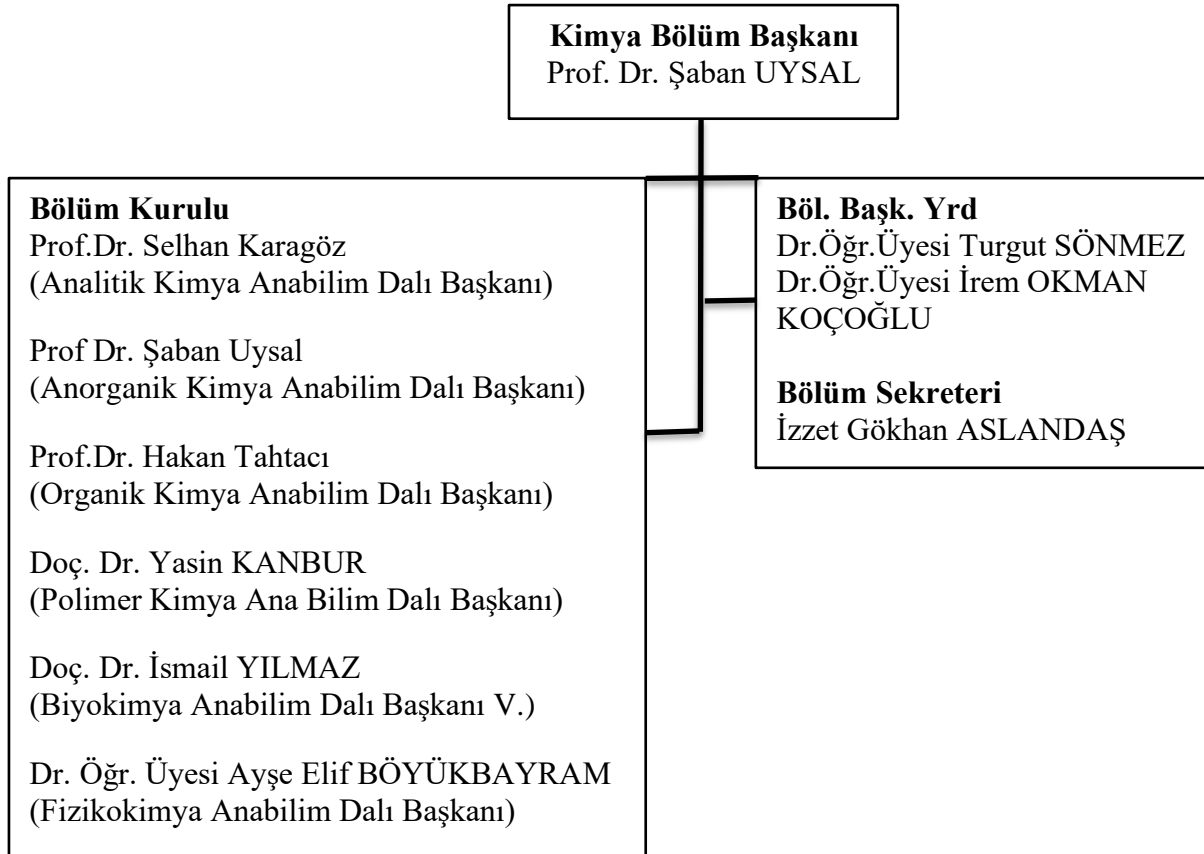 Kimya Bölüm Başkanı
Prof. Dr. Şaban UYSAL
Bölüm Kurulu
Prof.Dr. Selhan Karagöz
(Analitik Kimya Anabilim Dalı Başkanı)
Prof Dr. Şaban Uysal
(Anorganik Kimya Anabilim Dalı Başkanı)
Prof.Dr. Hakan Tahtacı
(Organik Kimya Anabilim Dalı Başkanı)
Doç. Dr. Yasin KANBUR
(Polimer Kimya Ana Bilim Dalı Başkanı)
Doç. Dr. İsmail YILMAZ
(Biyokimya Anabilim Dalı Başkanı V.)
Dr. Öğr. Üyesi Ayşe Elif BÖYÜKBAYRAM
(Fizikokimya Anabilim Dalı Başkanı)
Böl. Başk. Yrd
Dr.Öğr.Üyesi Turgut SÖNMEZ
Dr.Öğr.Üyesi İrem OKMAN
KOÇOĞLU
Bölüm Sekreteri
İzzet Gökhan ASLANDAŞ